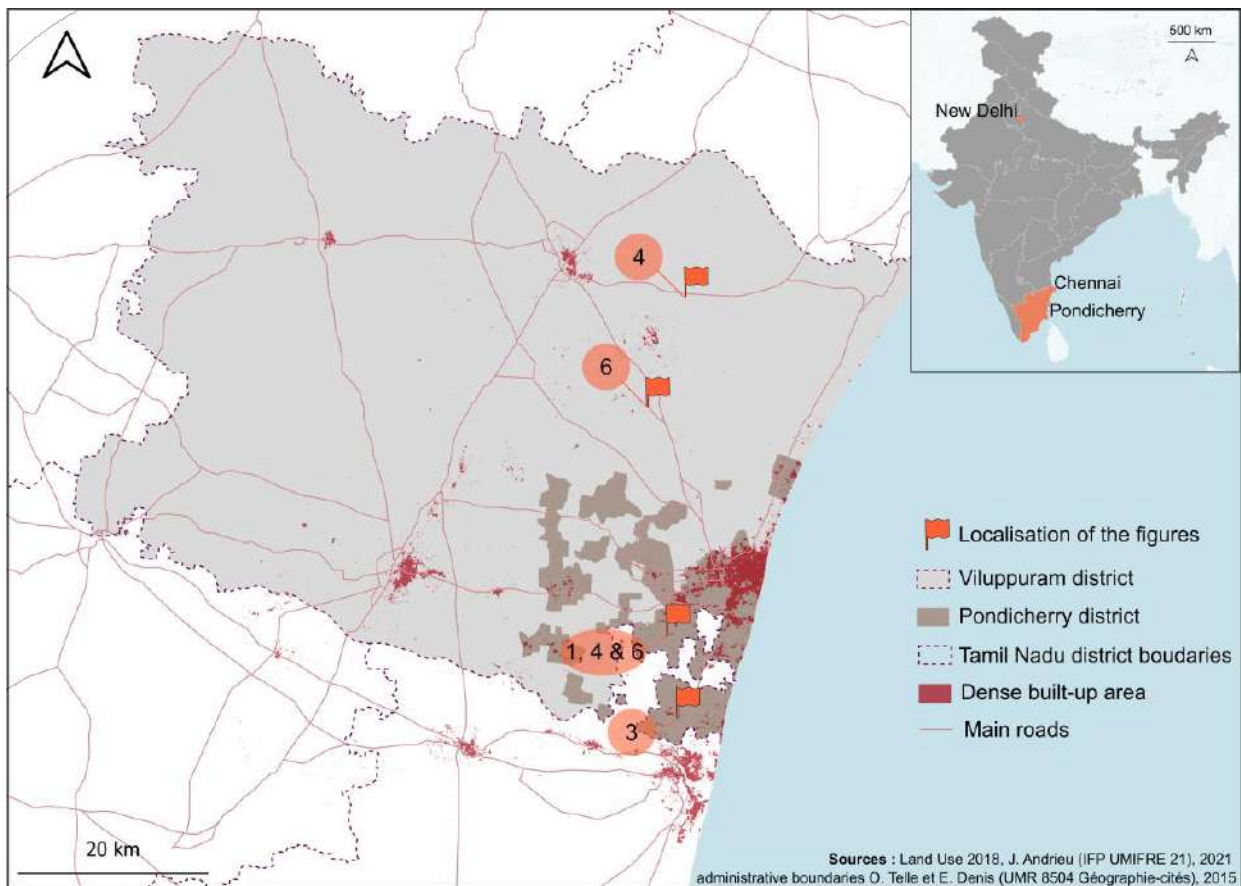 500 km
New Delhi
Chennai
Pondicherry
4
6
1, 4 & 6
3
Localisation of the figures
Viluppuram district
Pondicherry district
Tamil Nadu district boudaries
Dense built-up area
Main roads
20 km
Sources : Land Use 2018, J. Andrieu (IFP UMIFRE 21), 2021
administrative boundaries O. Telle et E. Denis (UMR 8504 Géographie-cités), 2015